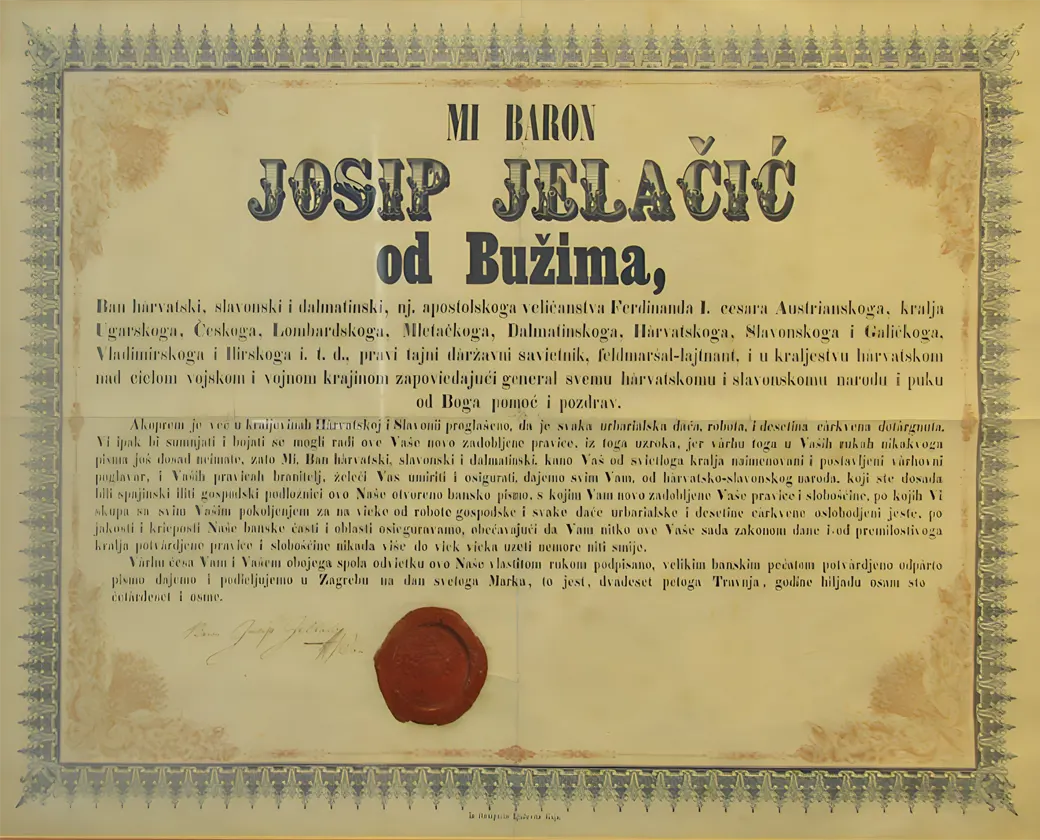 MI BARON
JOSIP JELAČIĆ
od Bužima,
Ban hàrvatski, slavonski i dalmatinski, nj. apostolskoga veličanstva Ferdinanda I. cesara Austrianskoga, kralja
Ugarskoga, Českoga, Lombardskoga, Mletačkoga, Dalmatinskoga, Hàrvatskoga, Slavonskoga i Galičkoga,
Vladimirskoga i Ilirskoga i. t. d., pravi tajni dàržavni savietnik, feldmaršal-lajtnant, i u kraljestvu hàrvatskom
nad cielom vojskom i vojnom krajinom zapoviedajući general svemu hàrvatskomu i slavonskomu narodu i puku
od Boga pomoć i pozdrav.
Akoprem je već u kraljevinah Hàrvatskoj i Slavonii proglašeno, da je svaka urbarialska daća, robota, i desetina càrkvena dotàrgnuta,
Vi ipak bi sumnjati i bojati se mogli radi ove Vaše novo zadobljene pravice, iz toga uzroka, jer vàrhu toga u Vaših rukah nikakvoga
pisma još dosad neimate, zato Mi, Ban hàrvatski, slavonski i dalmatinski, kano Vaš od svietloga kralja naimenovani i postavljeni vàrhovni
poglavar, i Vaših pravicah branitelj, želeći Vas umiriti i osigurati, dajemo svim Vam, od hàrvatsko-slavonskog naroda, koji ste dosada
bili spajinski iliti gospodski podložnici ovo Naše otvoreno bansko pismo, s kojim Vam novo zadobljene Vaše pravice i slobošćine, po kojih Vi
skupa sa svim Vašim pokoljenjem za na vieke od robote gospodske i svake daće urbarialske i desetine càrkvene oslobodjeni jeste, po
jakosti i krieposti Naše banske časti i oblasti osieguravamo, obećavajući da Vam nitko ove Vaše sada zakonom dane i od premilostivoga
kralja potvàrdjene pravice i slobošćine nikada više do viek vieka uzeti nemore niti smije.
Vàrhu česa Vam i Vašem obojega spola odvietku ovo Naše vlastitom rukom podpisano, velikim banskim pečatom potvàrdjeno odpàrto
pismo dajemo i podieljujemo u Zagrebu na dan svetoga Marka, to jest, dvadeset petoga Travnja, godine hiljadu osam sto
četàrdeset i osme.
Baron Josip Jellačić
Ban